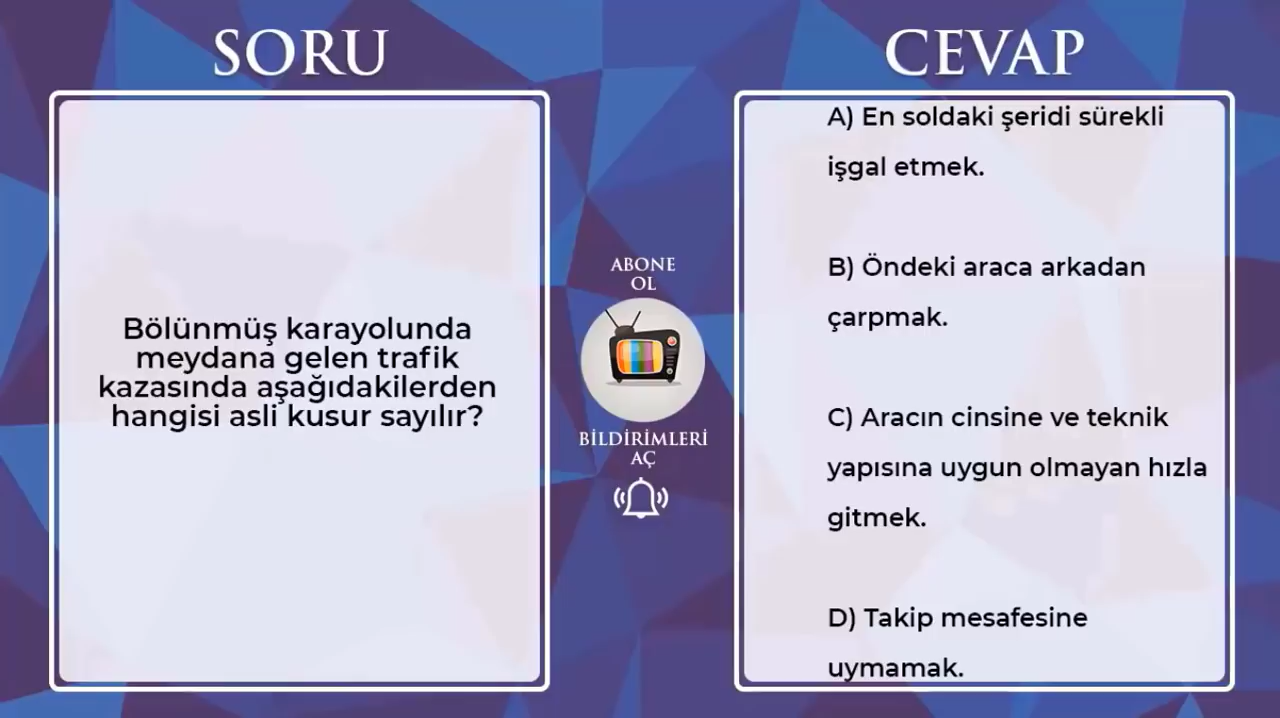 SORU
Bölünmüş karayolunda
meydana gelen trafik
kazasında aşağıdakilerden
hangisi asli kusur sayılır?
ABONE
OL
BİLDİRİMLERİ
AÇ
CEVAP
A) En soldaki şeridi sürekli
işgal etmek.
B) Öndeki araca arkadan
çarpmak.
C) Aracın cinsine ve teknik
yapısına uygun olmayan hızla
gitmek.
D) Takip mesafesine
uymamak.